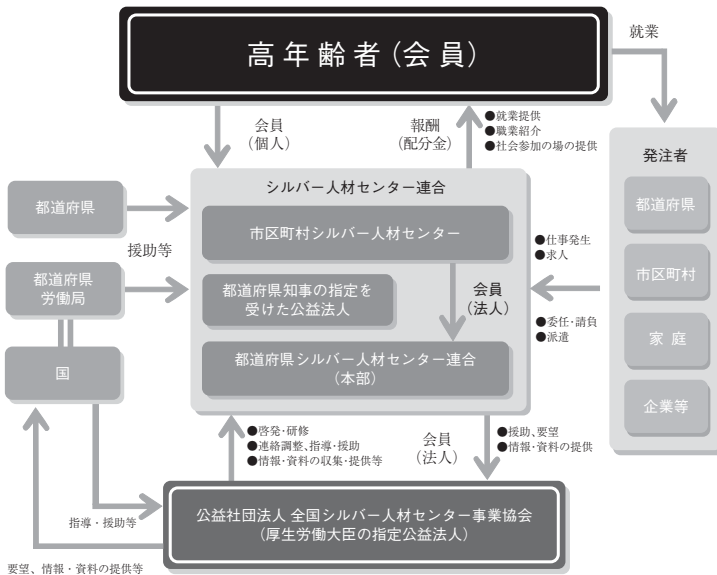 高年齢者（会員）
就業
会員
（個人）
報酬
（配分金）
●就業提供
●職業紹介
●社会参加の場の提供
発注者
都道府県
市区町村
家 庭
企業等
シルバー人材センター連合
都道府県
援助等
都道府県
労働局
国
市区町村シルバー人材センター
都道府県知事の指定を
受けた公益法人
会員
（法人）
都道府県シルバー人材センター連合
（本部）
●仕事発生
●求人
●委任・請負
●派遣
●啓発・研修
●連絡調整、指導・援助
●情報・資料の収集・提供等
会員
（法人）
●援助、要望
●情報・資料の提供
公益社団法人 全国シルバー人材センター事業協会
（厚生労働大臣の指定公益法人）
指導・援助等
要望、情報・資料の提供等